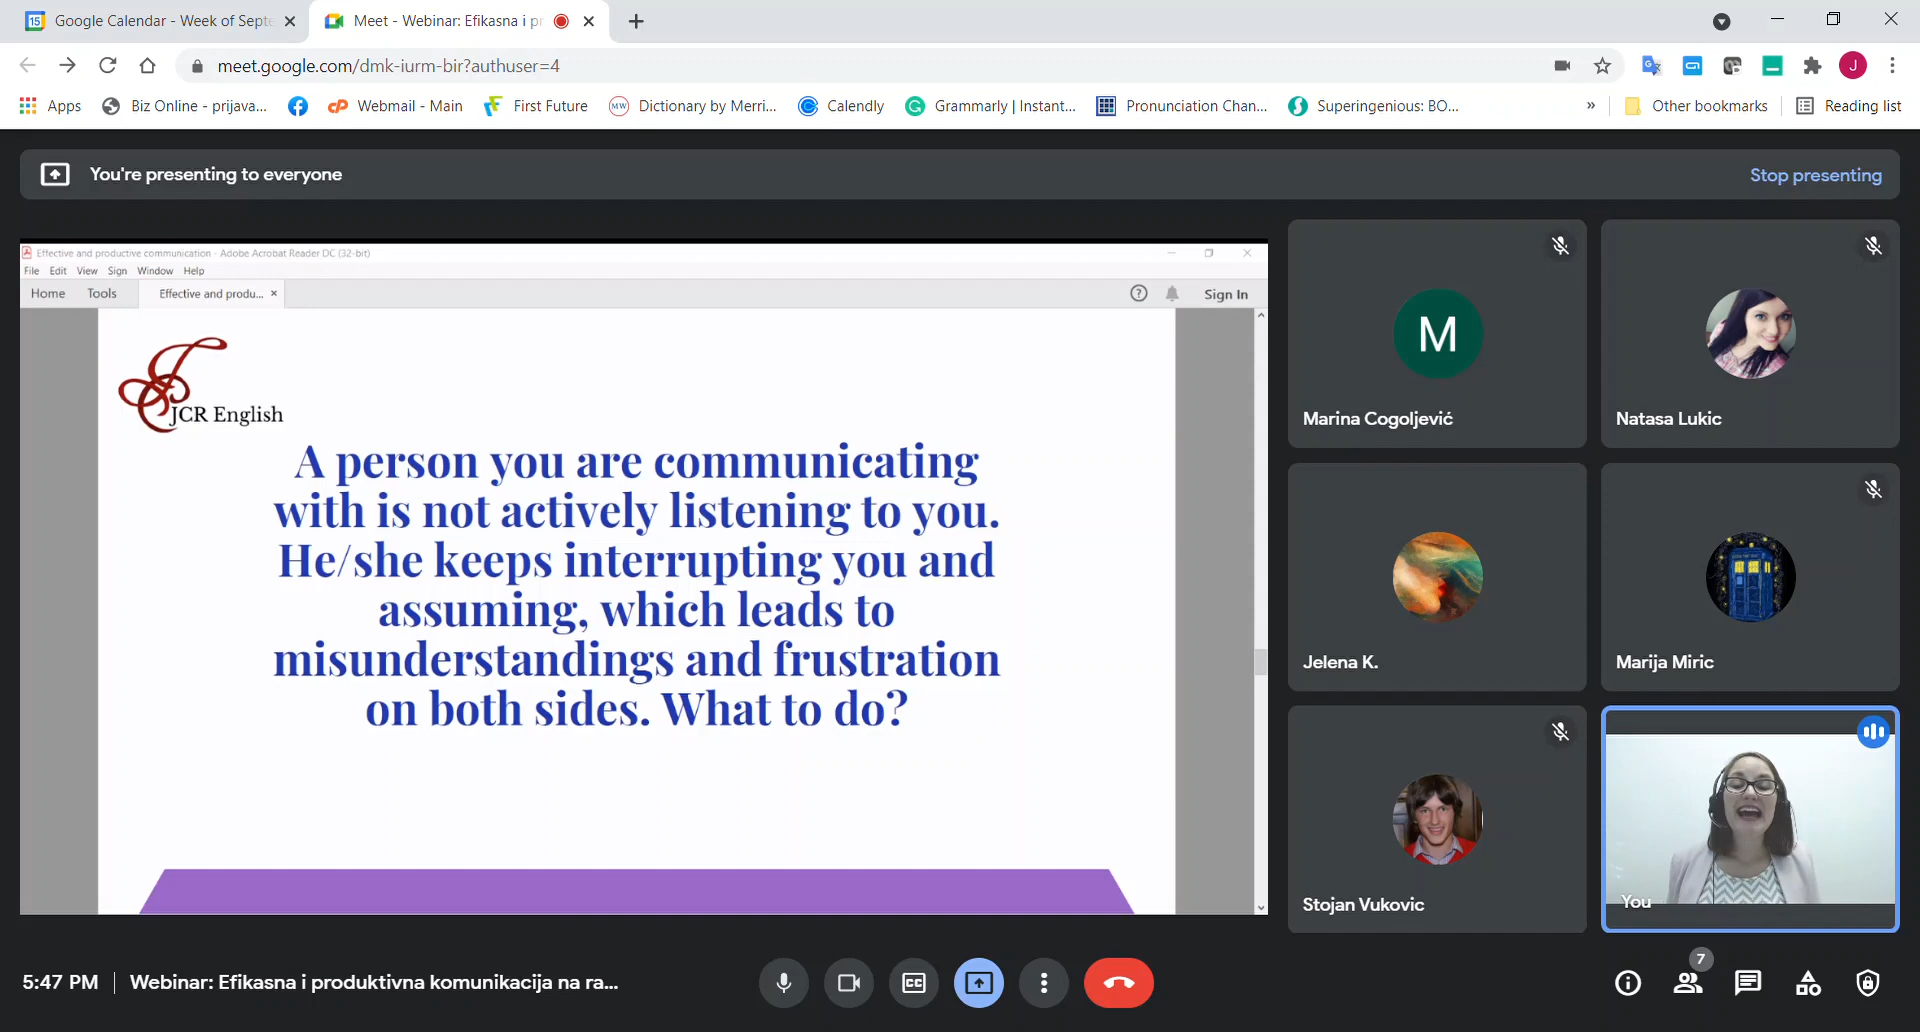 Google Calendar - Week of Septe
Meet - Webinar: Efikasna i pr
meet.google.com/dmk-iurm-bir?authuser=4
J
Apps
Biz Online - prijava...
Webmail - Main
First Future
Dictionary by Merri...
Calendly
Grammarly | Instant...
Pronunciation Chan...
Superingenious: BO...
»
Other bookmarks
Reading list
You're presenting to everyone
Stop presenting
Effective and productive communication - Adobe Acrobat Reader DC (32-bit)
File Edit View Sign Window Help
Home Tools Effective and produ... Sign In
JCR English
A person you are communicating
with is not actively listening to you.
He/she keeps interrupting you and
assuming, which leads to
misunderstandings and frustration
on both sides. What to do?
M
Marina Cogoljević
Natasa Lukic
Jelena K.
Marija Miric
Stojan Vukovic
You
5:47 PM
Webinar: Efikasna i produktivna komunikacija na ra...
CC
7